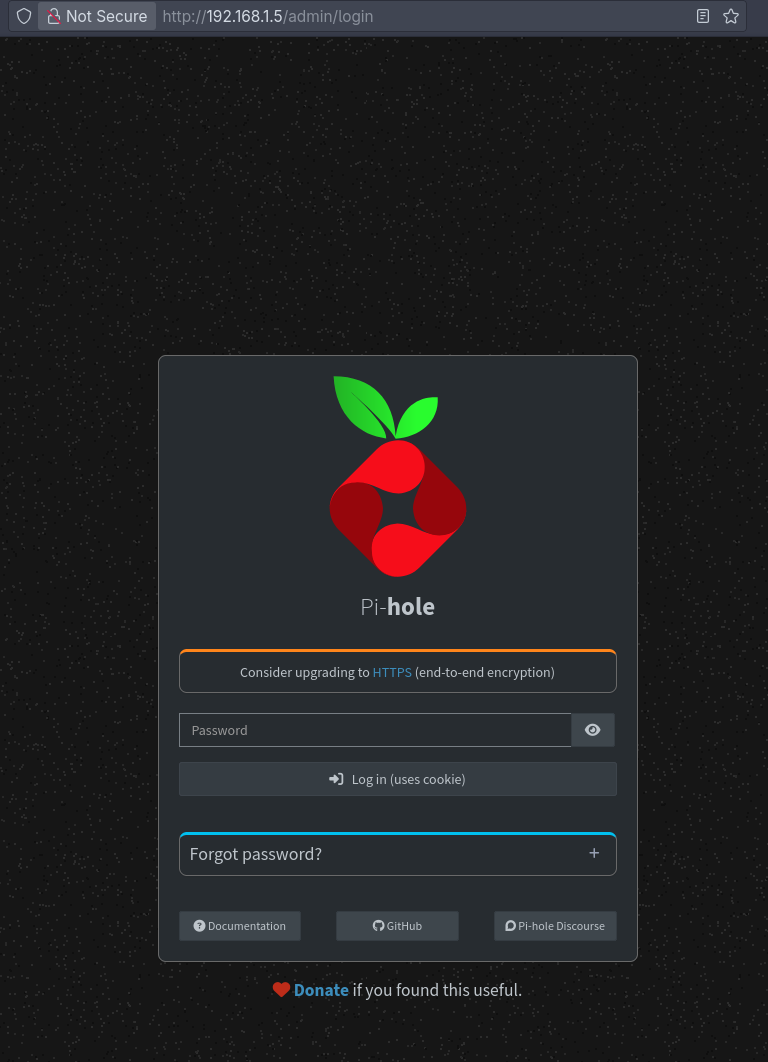 Not Secure http://192.168.1.5/admin/login
Pi-hole
Consider upgrading to HTTPS (end-to-end encryption)
Password
Log in (uses cookie)
Forgot password? +
Documentation GitHub Pi-hole Discourse
Donate if you found this useful.